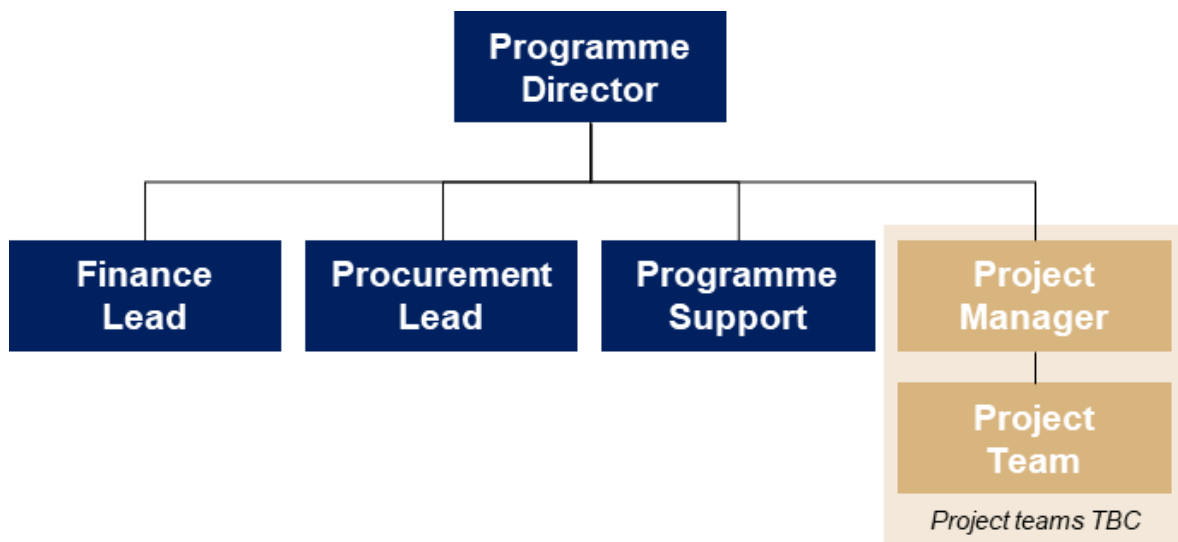 Programme
Director
Finance
Lead
Procurement
Lead
Programme
Support
Project
Manager
Project
Team
Project teams TBC